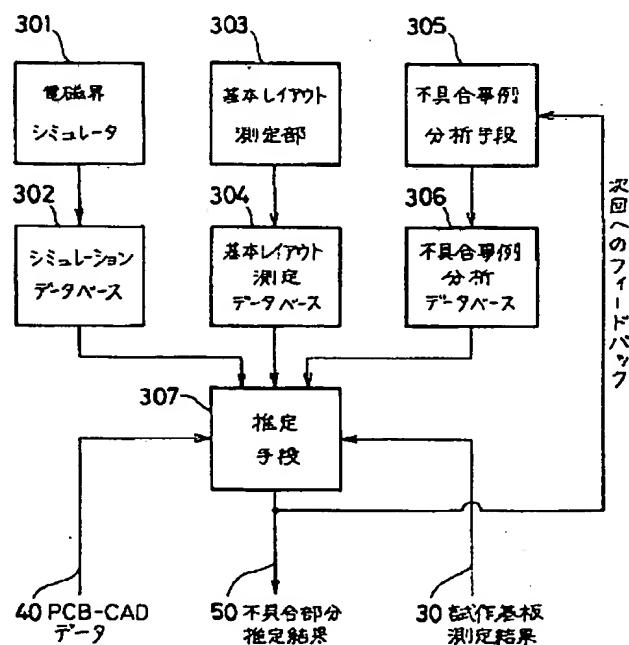 301
303
305
電磁界
シミュレータ
基本レイアウト
測定部
不具合事例
分析手段
302
304
306
シミュレーション
データベース
基本レイアウト
測定
データベース
不具合事例
分析
データベース
次回へのフィードバック
307
推定
手段
40 PCB-CAD
データ
50 不具合部分
推定結果
30 試作基板
測定結果